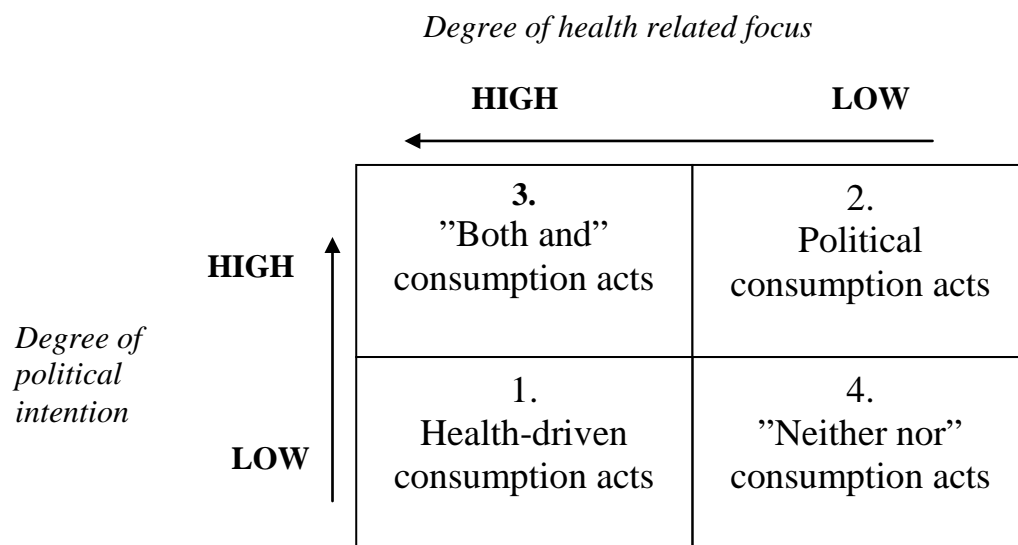 Degree of health related focus
HIGH LOW
3.
”Both and”
consumption acts
2.
Political
consumption acts
HIGH
Degree of
political
intention
LOW
1.
Health-driven
consumption acts
4.
”Neither nor”
consumption acts